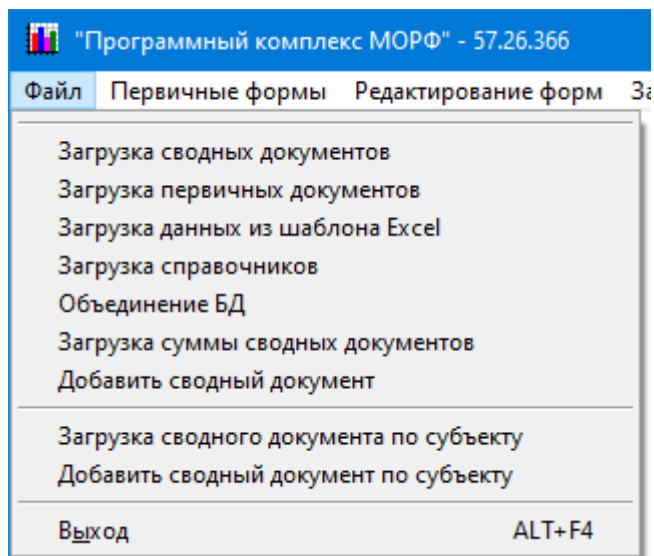 "Программный комплекс МОРФ" - 57.26.366
Файл Первичные формы Редактирование форм
Загрузка сводных документов
Загрузка первичных документов
Загрузка данных из шаблона Excel
Загрузка справочников
Объединение БД
Загрузка суммы сводных документов
Добавить сводный документ
Загрузка сводного документа по субъекту
Добавить сводный документ по субъекту
Выход ALT+F4